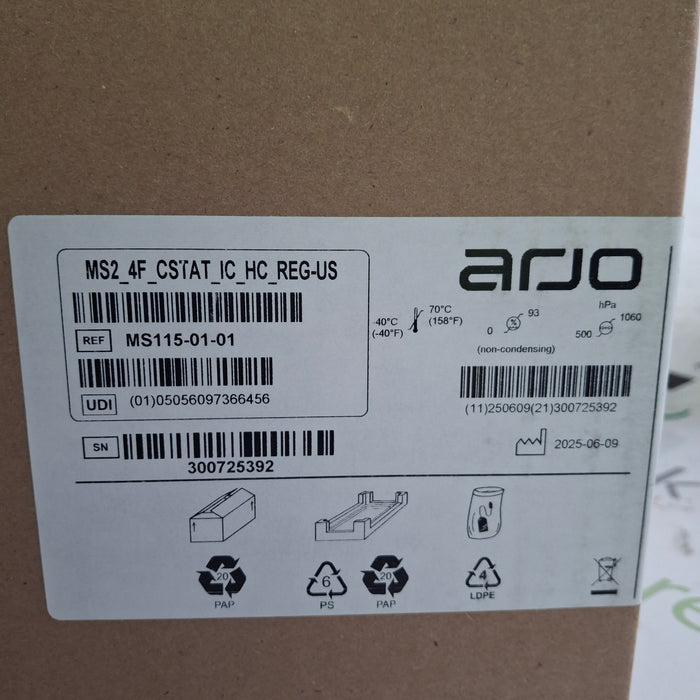 MS2_4F_CSTAT_IC_HC_REG-US
arjo
REF MS115-01-01
-40°C
(-40°F)
70°C
(158°F)
0
%
93
hPa
500
1060
(non-condensing)
UDI (01)05056097366456
(11)250609(21)300725392
SN
300725392
2025-06-09
20
PAP
6
PS
20
PAP
4
LDPE